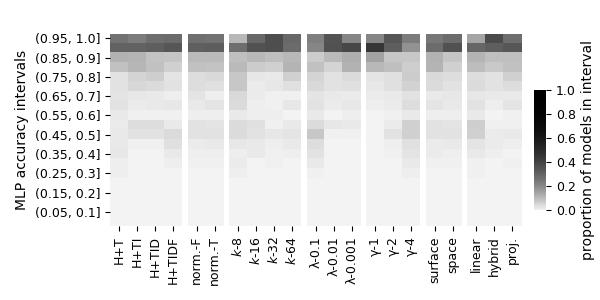 MLP accuracy intervals
(0.95, 1.0]
(0.85, 0.9]
(0.75, 0.8]
(0.65, 0.7]
(0.55, 0.6]
(0.45, 0.5]
(0.35, 0.4]
(0.25, 0.3]
(0.15, 0.2]
(0.05, 0.1]
H+T
H+TI
H+TID
H+TIDF
norm.-F
norm.-T
k-8
k-16
k-32
k-64
λ-0.1
λ-0.01
λ-0.001
γ-1
γ-2
γ-4
surface
space
linear
hybrid
proj.
1.0
0.8
0.6
0.4
0.2
0.0
proportion of models in interval